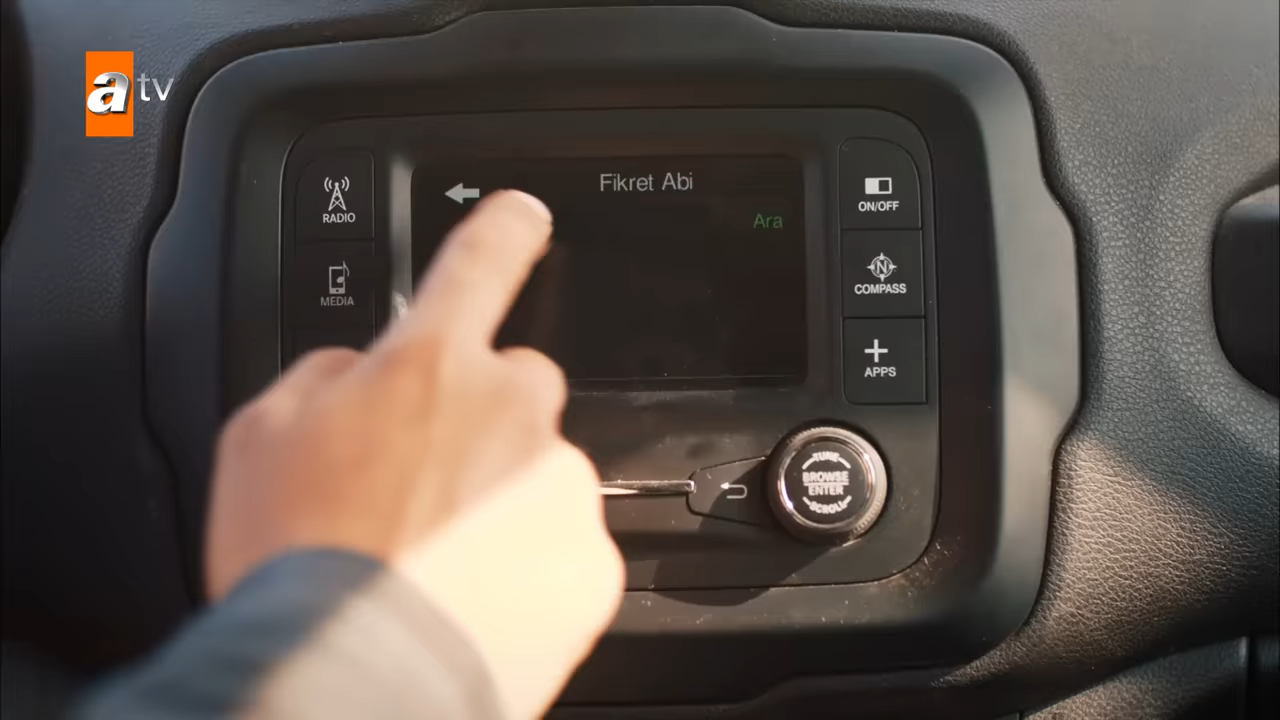 a tv
RADIO
MEDIA
Fikret Abi
Ara
ON/OFF
N
COMPASS
APPS
TUNE
BROWSE
ENTER
SCROLL